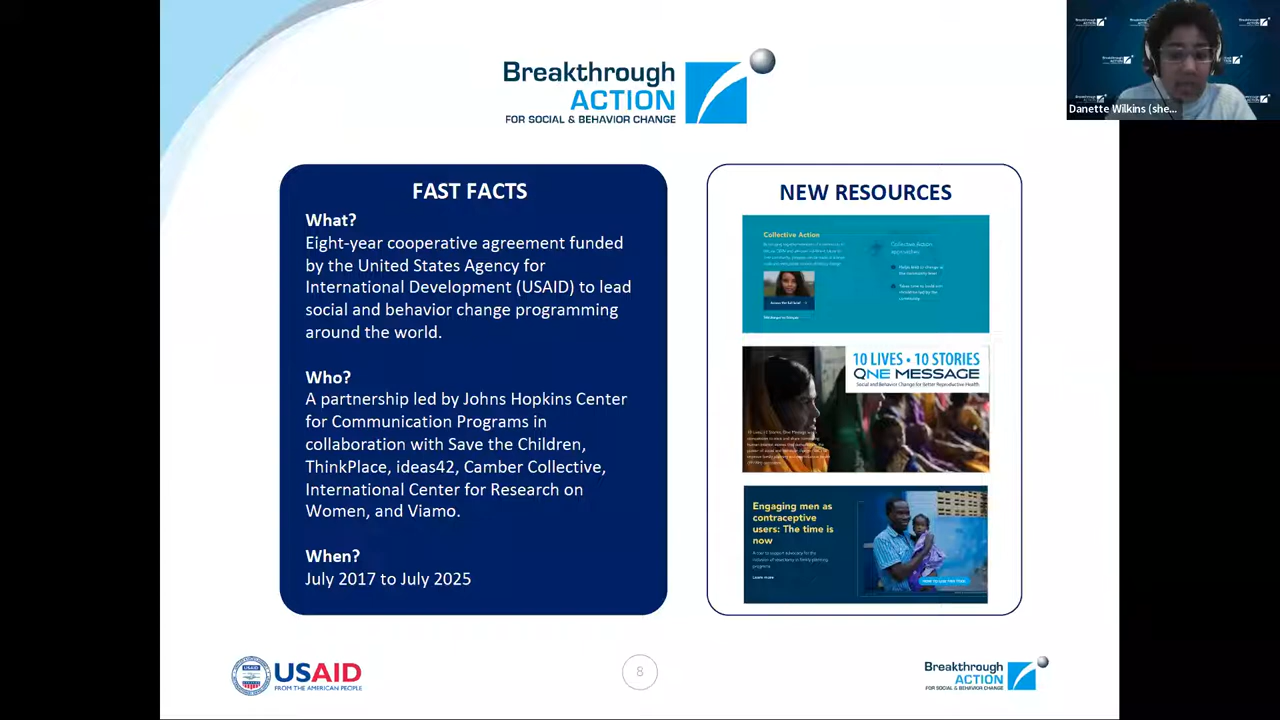 Breakthrough
ACTION
FOR SOCIAL & BEHAVIOR CHANGE
Danette Wilkins (she...
FAST FACTS
What?
Eight-year cooperative agreement funded
by the United States Agency for
International Development (USAID) to lead
social and behavior change programming
around the world.
Who?
A partnership led by Johns Hopkins Center
for Communication Programs in
collaboration with Save the Children,
ThinkPlace, ideas42, Camber Collective,
International Center for Research on
Women, and Viamo.
When?
July 2017 to July 2025
NEW RESOURCES
Collective Action
Collective Action
approaches
10 LIVES • 10 STORIES
ONE MESSAGE
Social and Behavior Change for Better Reproductive Health
Engaging men as
contraceptive
users: The time is
now
Learn more
USAID
FROM THE AMERICAN PEOPLE
8
Breakthrough
ACTION
FOR SOCIAL & BEHAVIOR CHANGE